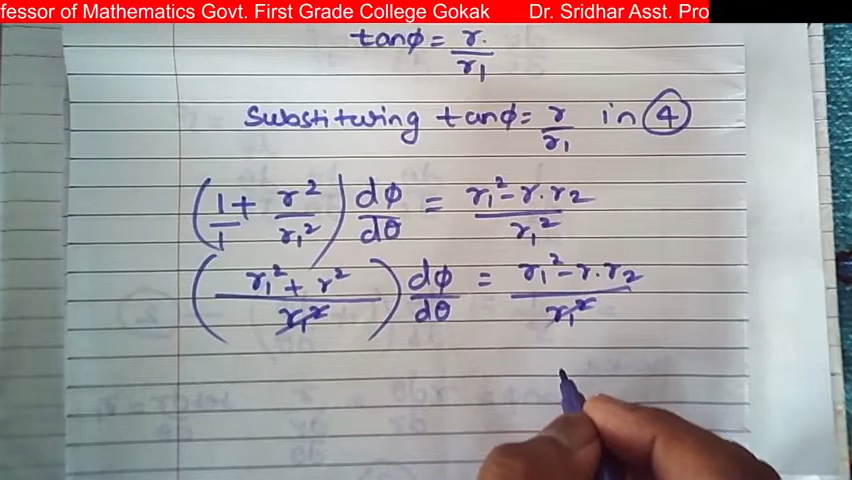 fessor of Mathematics Govt. First Grade College Gokak Dr. Sridhar Asst. Pro
tanφ = r/r₁
Substituring tanφ = r/r₁ in ④
(1/1 + r²/r₁²) dφ/dθ = (r₁² - r·r₂)/r₁²
((r₁² + r²)/r₁²) dφ/dθ = (r₁² - r·r₂)/r₁²